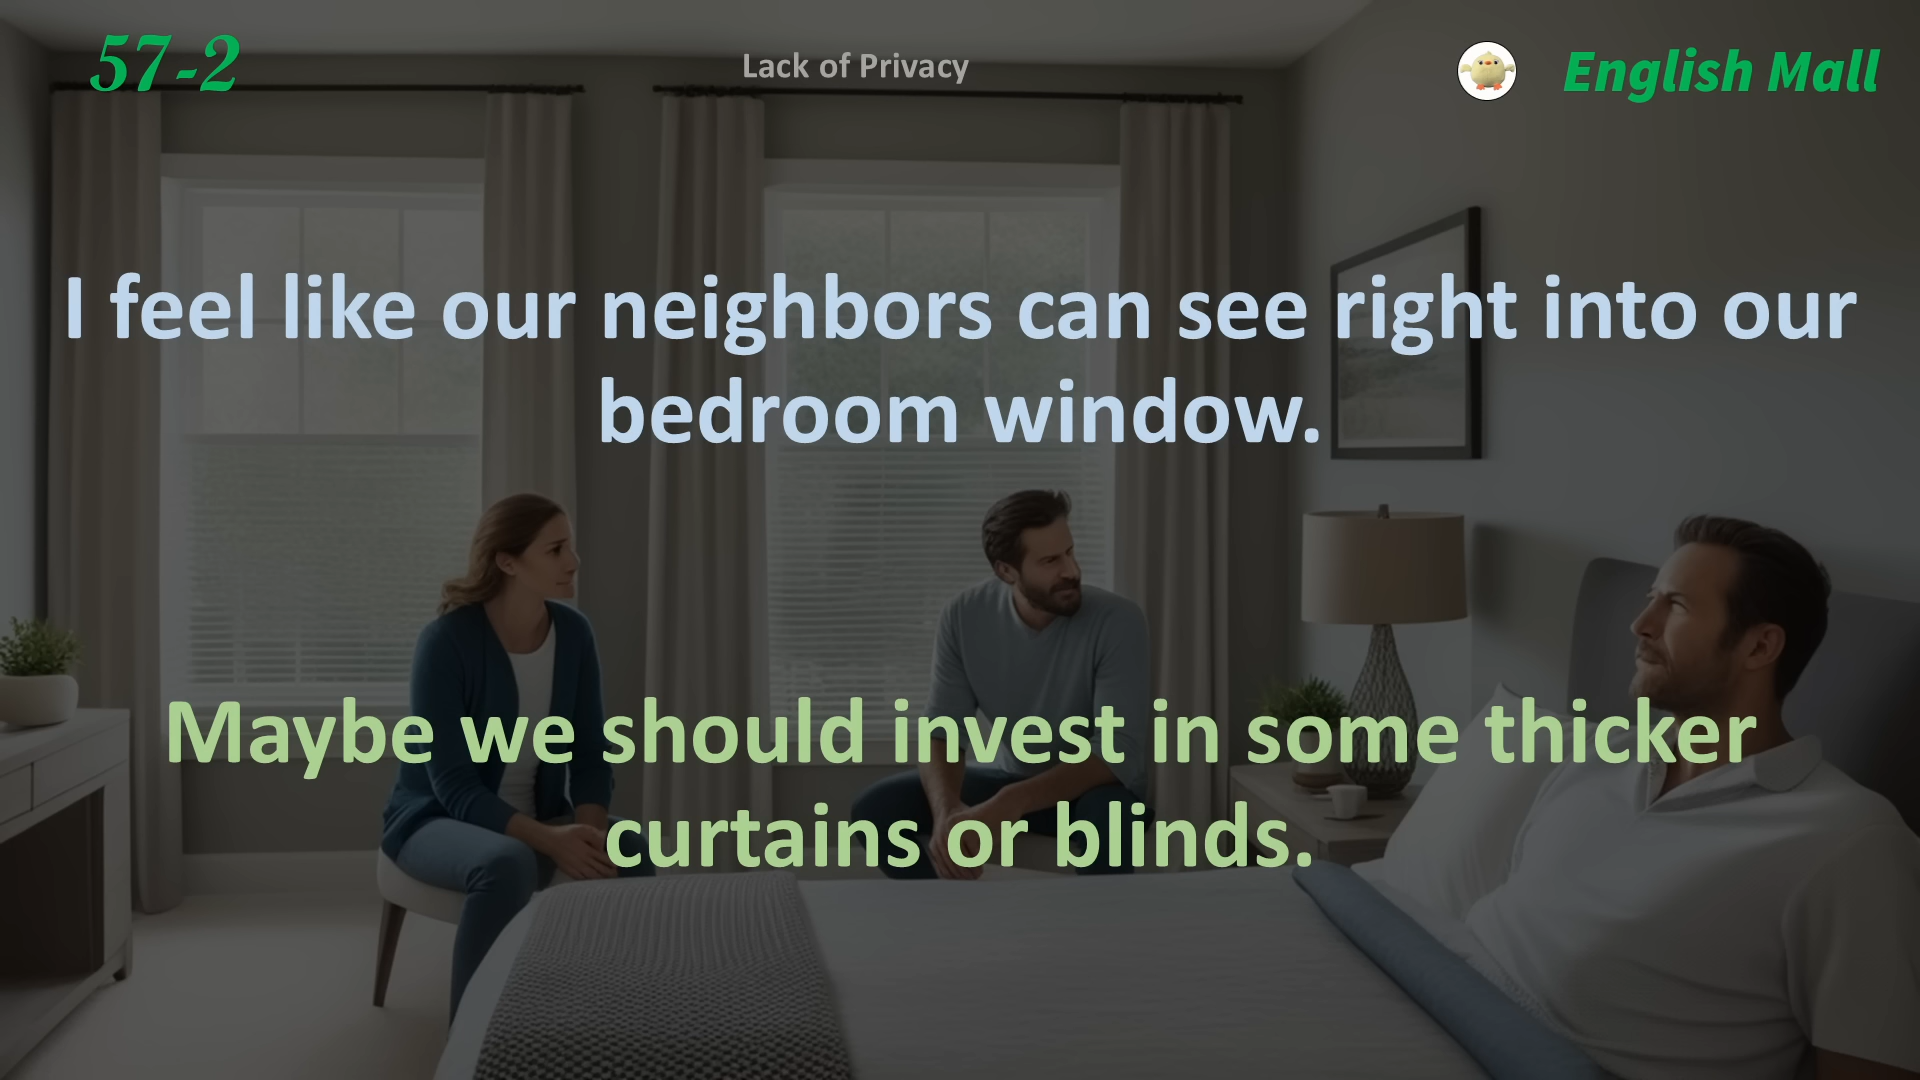 57-2
Lack of Privacy
English Mall
I feel like our neighbors can see right into our
bedroom window.
Maybe we should invest in some thicker
curtains or blinds.